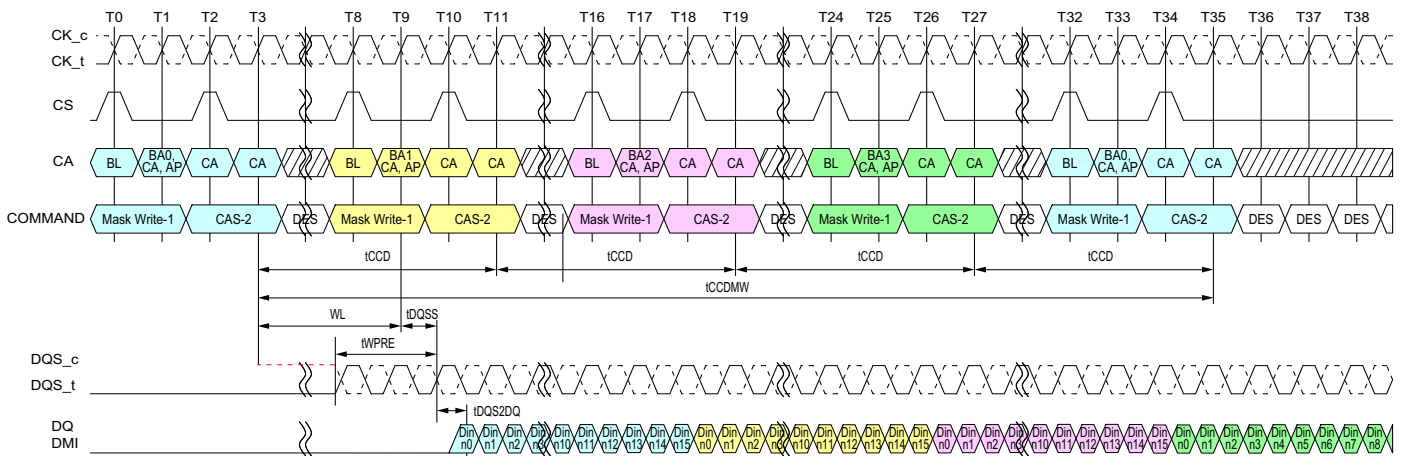 T0 T1 T2 T3 T8 T9 T10 T11 T16 T17 T18 T19 T24 T25 T26 T27 T32 T33 T34 T35 T36 T37 T38
CK_c
CK_t
CS
CA BL BA0, CA, AP CA CA BL BA1 CA, AP CA CA BL BA2 CA, AP CA CA BL BA3 CA, AP CA CA BL BA0, CA, AP CA CA
COMMAND Mask Write-1 CAS-2 DES Mask Write-1 CAS-2 DES Mask Write-1 CAS-2 DES Mask Write-1 CAS-2 DES Mask Write-1 CAS-2 DES DES DES
tCCD tCCD tCCD tCCD
tCCDMW
WL tDQSS
tWPRE
DQS_c
DQS_t
tDQS2DQ
DQ
DMI
Din n0 Din n1 Din n2 Din Din n10 Din n11 Din n12 Din n13 Din n14 Din n15 Din n0 Din n1 Din n2 Din Din n10 Din n11 Din n12 Din n13 Din n14 Din n15 Din n0 Din n1 Din n2 Din Din n10 Din n11 Din n12 Din n13 Din n14 Din n15 Din n0 Din n1 Din n2 Din n3 Din n4 Din n5 Din n6 Din n7 Din n8